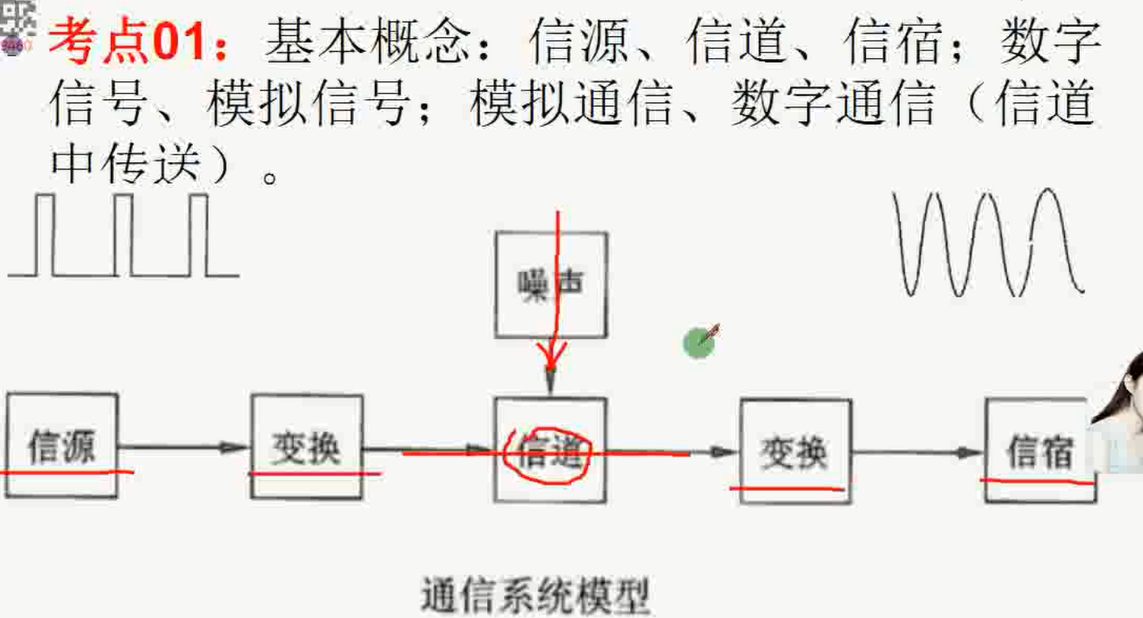 考点01：基本概念：信源、信道、信宿；数字
信号、模拟信号；模拟通信、数字通信（信道
中传送）。
噪声
信源
变换
信道
变换
信宿
通信系统模型